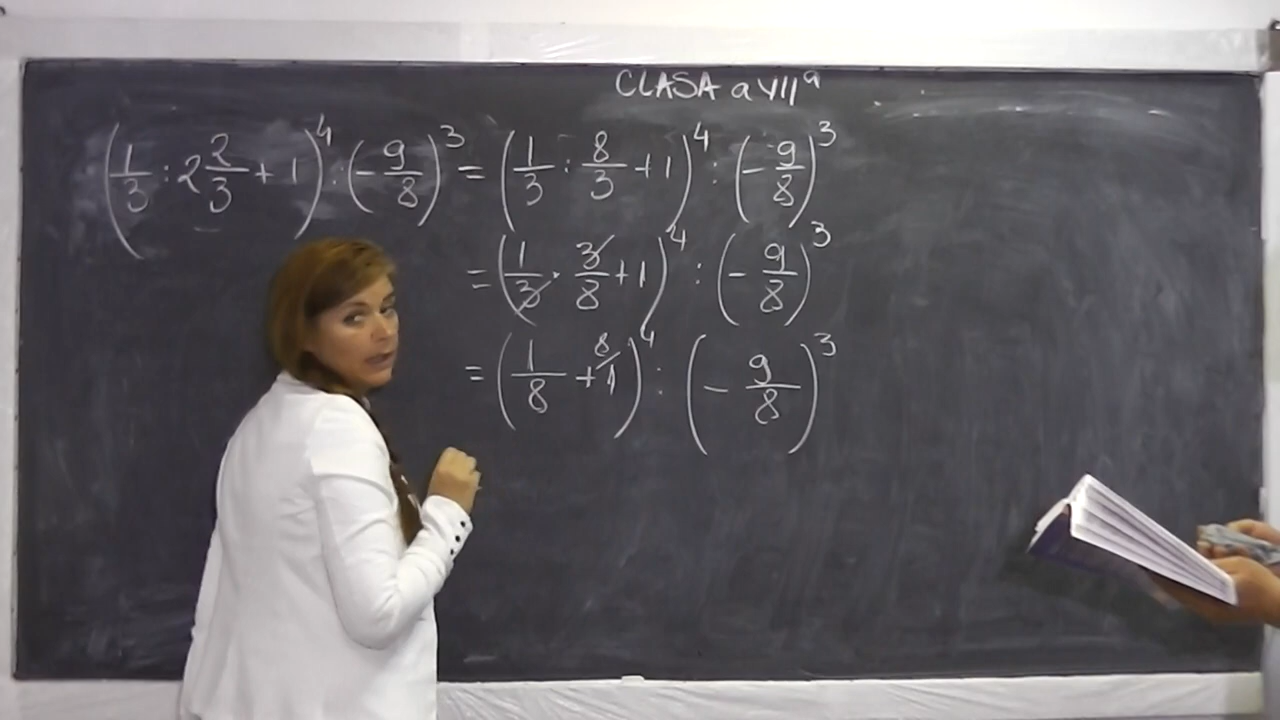 CLASA a VII ª
(1/3 : 2 2/3 + 1)⁴ : (-9/8)³ = (1/3 : 8/3 + 1)⁴ : (-9/8)³
= (1/3 · 3/8 + 1)⁴ : (-9/8)³
= (1/8 + ⁸⁄1)⁴ : (-9/8)³